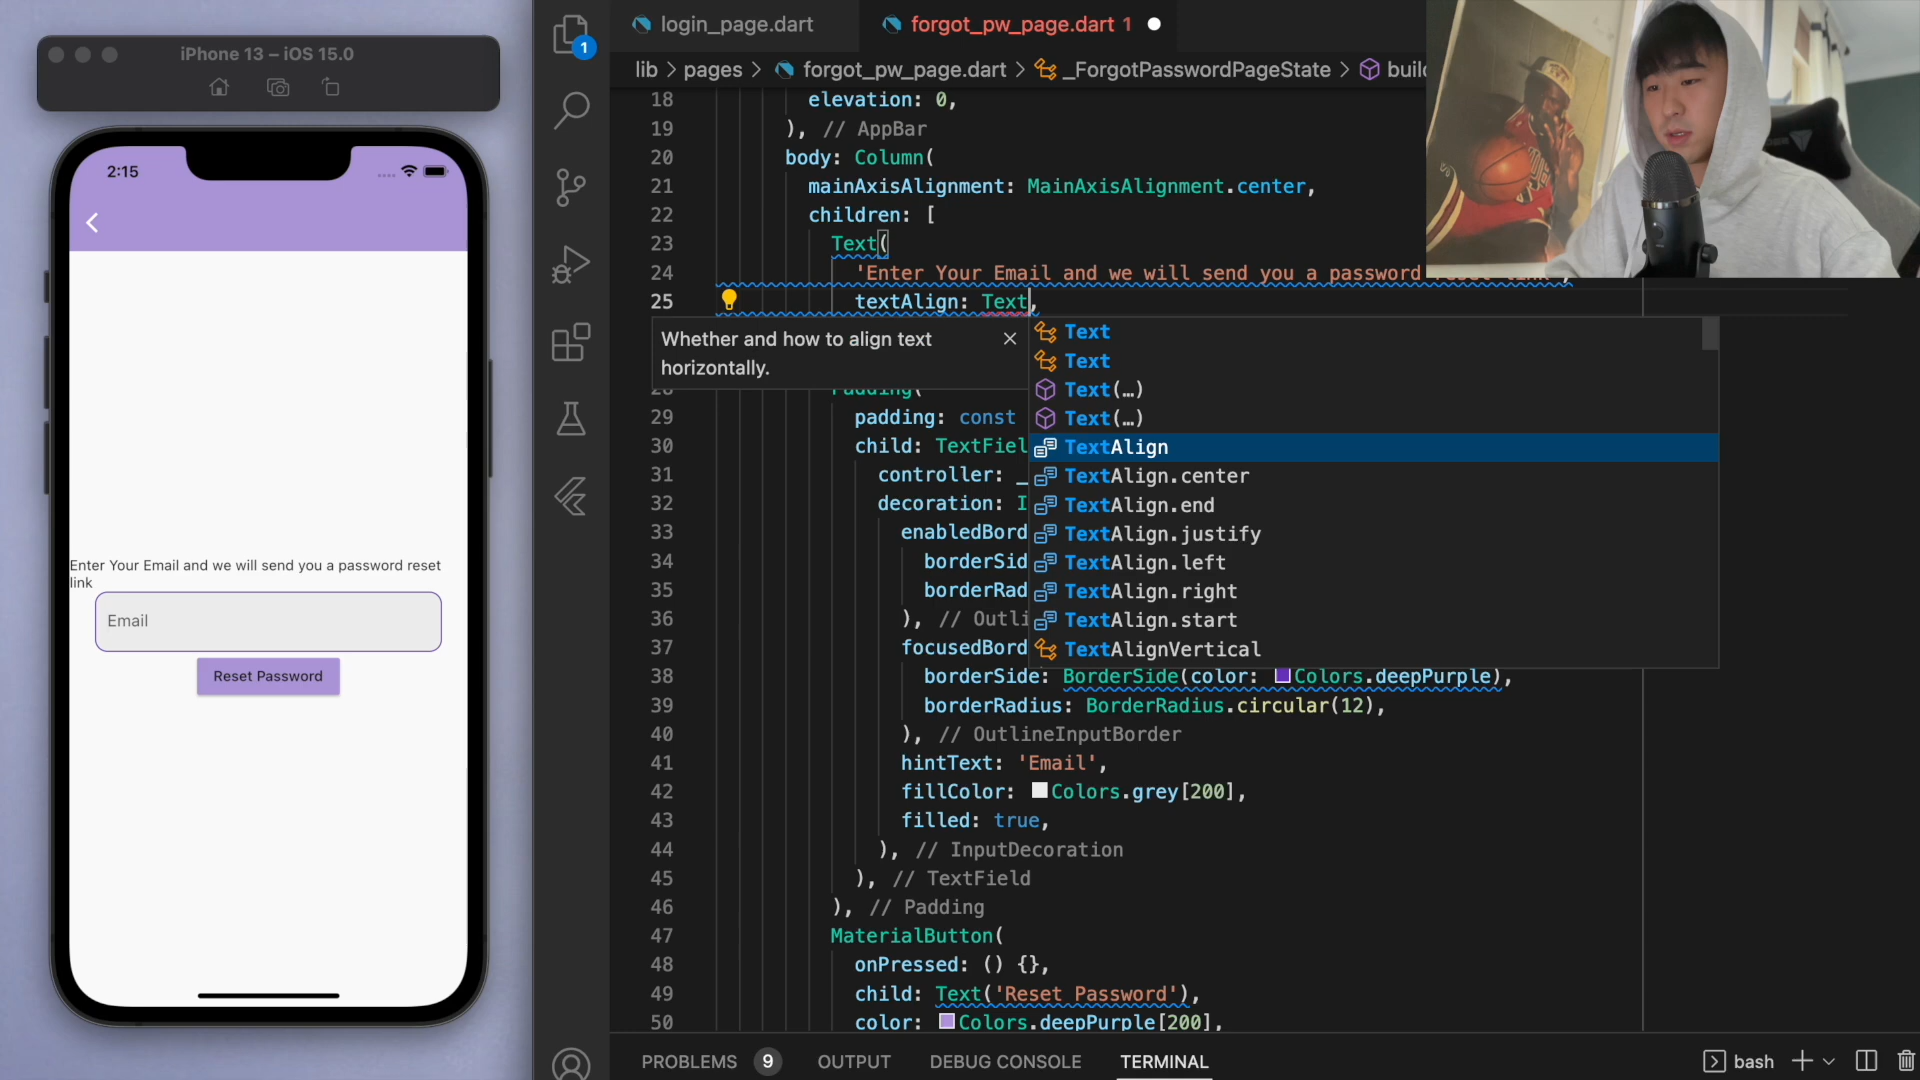 iPhone 13 – iOS 15.0
2:15
Enter Your Email and we will send you a password reset
link
Email
Reset Password
1
login_page.dart
forgot_pw_page.dart 1
lib > pages > forgot_pw_page.dart > _ForgotPasswordPageState >
18 elevation: 0,
19 ), // AppBar
20 body: Column(
21 mainAxisAlignment: MainAxisAlignment.center,
22 children: [
23 Text(
24 'Enter Your Email and we will send you a password
25 textAlign: Text,
Whether and how to align text
horizontally.
Text
Text
Text(…)
Text(…)
TextAlign
TextAlign.center
TextAlign.end
TextAlign.justify
TextAlign.left
TextAlign.right
TextAlign.start
TextAlignVertical
29 padding: const
30 child: TextFiel
31 controller: _
32 decoration: I
33 enabledBord
34 borderSid
35 borderRad
36 ), // Outli
37 focusedBord
38 borderSide: BorderSide(color: Colors.deepPurple),
39 borderRadius: BorderRadius.circular(12),
40 ), // OutlineInputBorder
41 hintText: 'Email',
42 fillColor: Colors.grey[200],
43 filled: true,
44 ), // InputDecoration
45 ), // TextField
46 ), // Padding
47 MaterialButton(
48 onPressed: () {},
49 child: Text('Reset Password'),
50 color: Colors.deepPurple[200],
PROBLEMS 9 OUTPUT DEBUG CONSOLE TERMINAL
bash